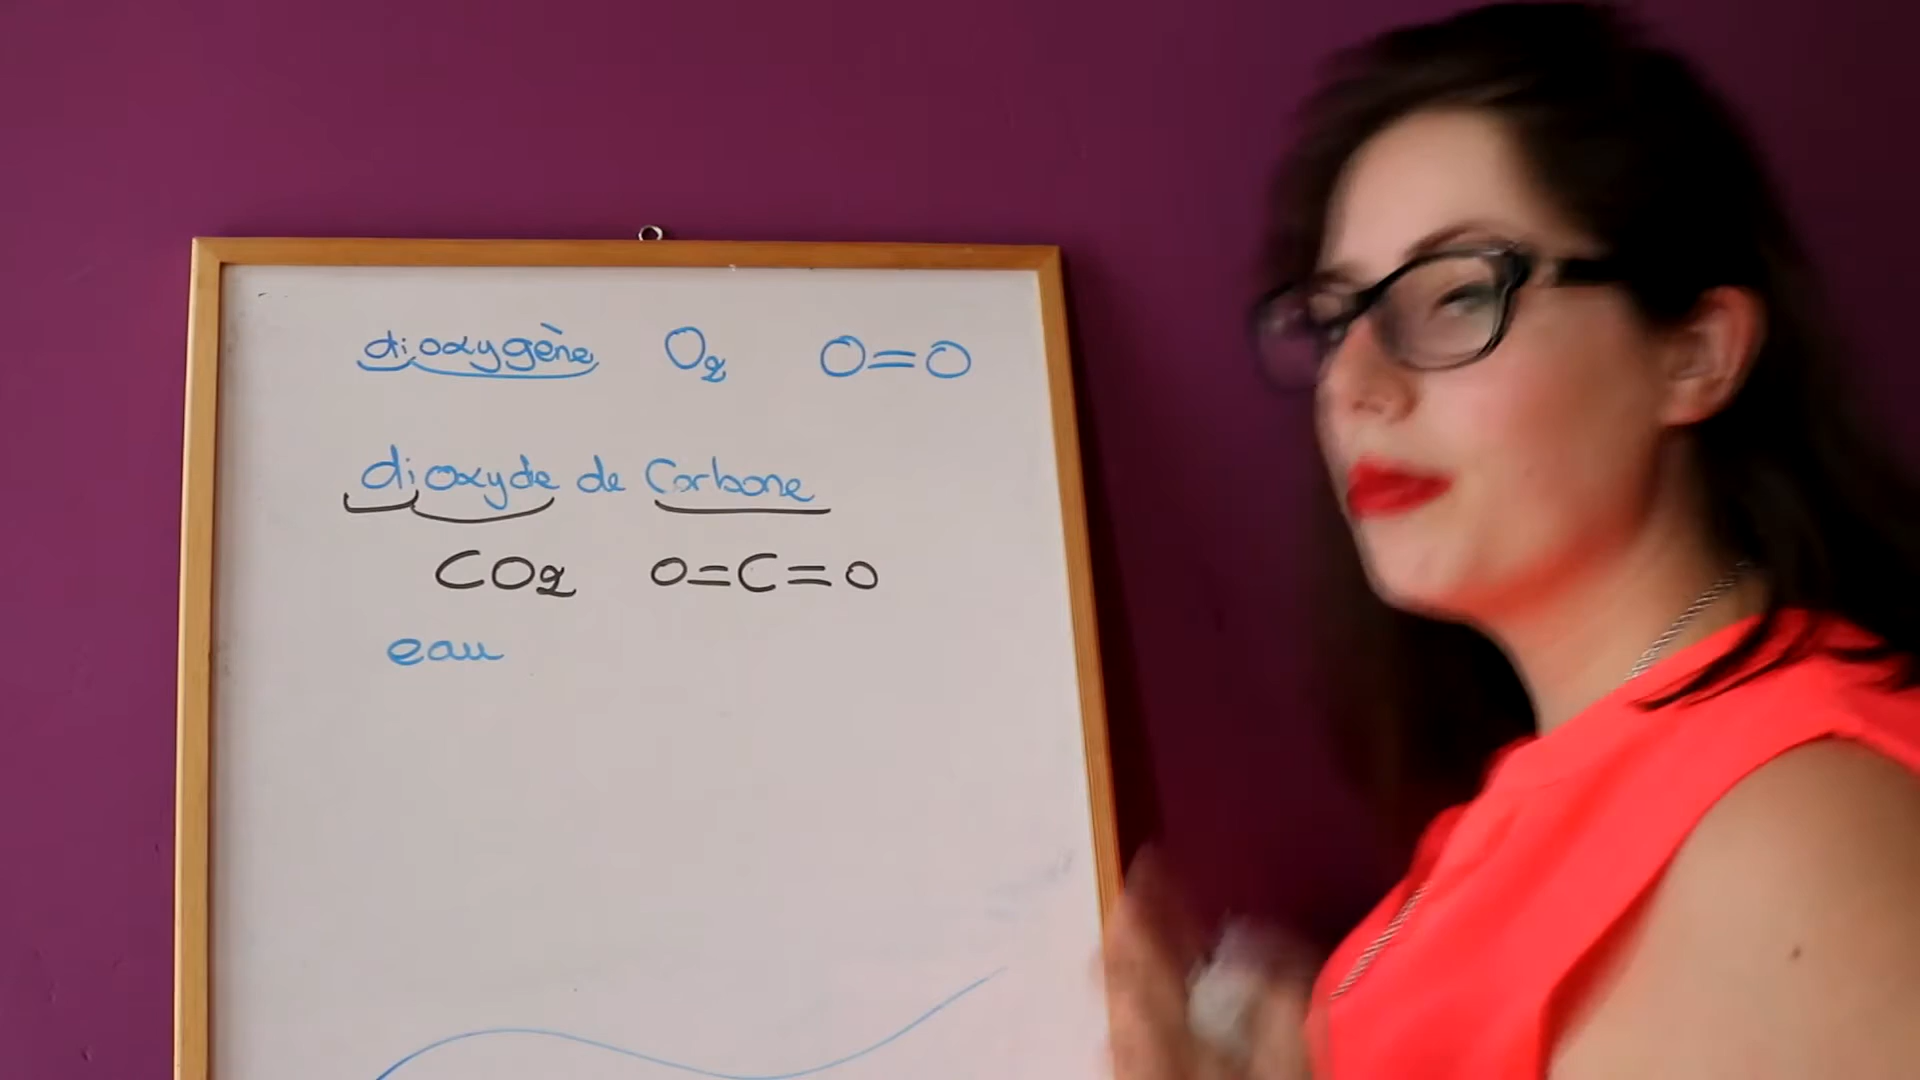 dioxygène O₂ O=O
dioxyde de Carbone
CO₂ O=C=O
eau